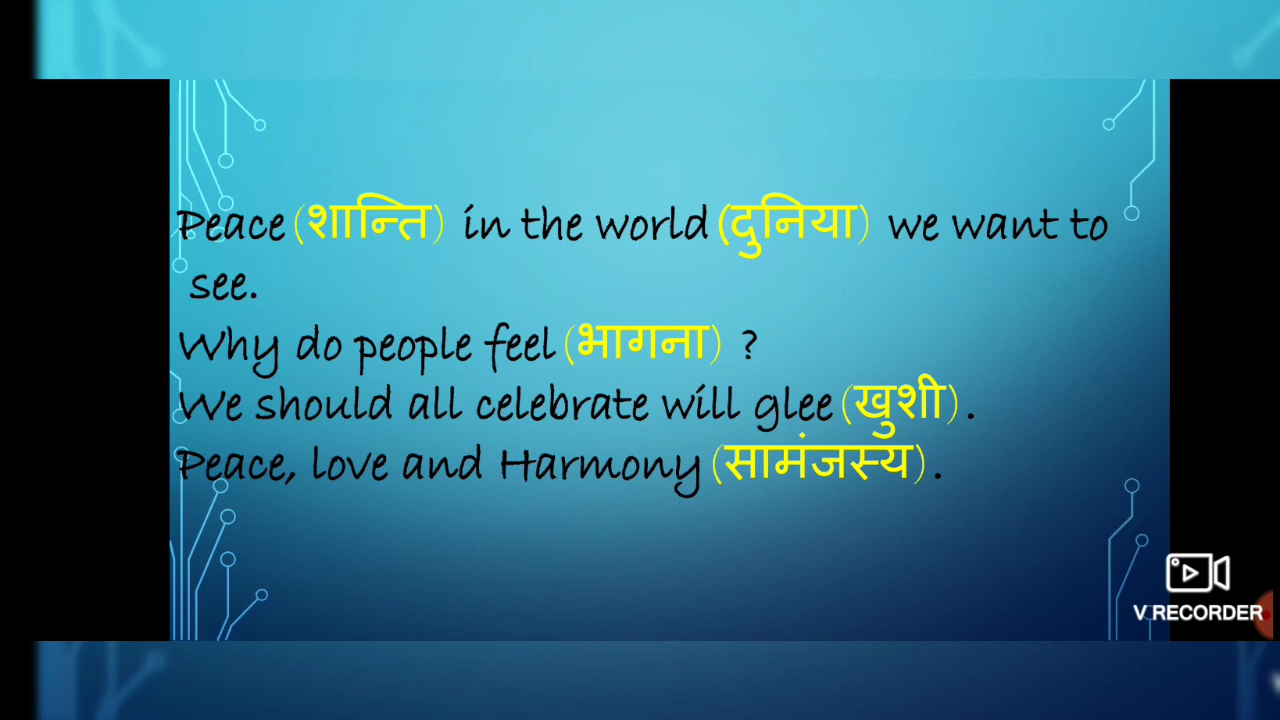 Peace (शान्ति) in the world (दुनिया) we want to
see.
Why do people feel (भागना) ?
We should all celebrate will glee (खुशी).
Peace, love and Harmony (सामंजस्य).
V RECORDER